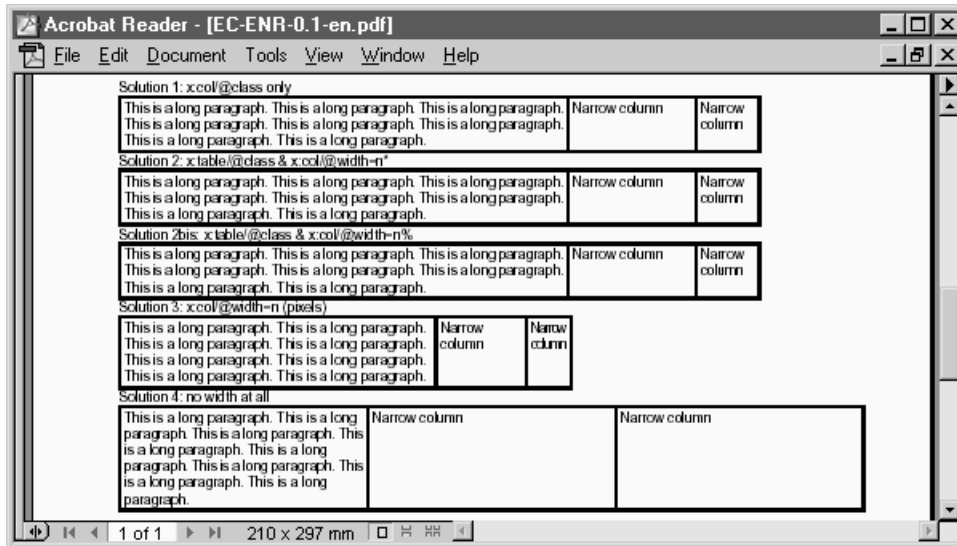 Acrobat Reader - [EC-ENR-0.1-en.pdf]
File Edit Document Tools View Window Help
Solution 1: x:col/@class only
This is a long paragraph. This is a long paragraph. This is a long paragraph. Narrow column Narrow
This is a long paragraph. This is a long paragraph. This is a long paragraph. column
This is a long paragraph. This is a long paragraph.
Solution 2: x:table/@class & x:col/@width=n*
This is a long paragraph. This is a long paragraph. This is a long paragraph. Narrow column Narrow
This is a long paragraph. This is a long paragraph. This is a long paragraph. column
This is a long paragraph. This is a long paragraph.
Solution 2bis: x:table/@class & x:col/@width=n%
This is a long paragraph. This is a long paragraph. This is a long paragraph. Narrow column Narrow
This is a long paragraph. This is a long paragraph. This is a long paragraph. column
This is a long paragraph. This is a long paragraph.
Solution 3: x:col/@width=n (pixels)
This is a long paragraph. This is a long paragraph. Narrow Narrow
This is a long paragraph. This is a long paragraph. column column
This is a long paragraph. This is a long paragraph.
This is a long paragraph. This is a long paragraph.
Solution 4: no width at all
This is a long paragraph. This is a long Narrow column Narrow column
paragraph. This is a long paragraph. This
is a long paragraph. This is a long
paragraph. This is a long paragraph. This
is a long paragraph. This is a long
paragraph.
1 of 1 210 x 297 mm